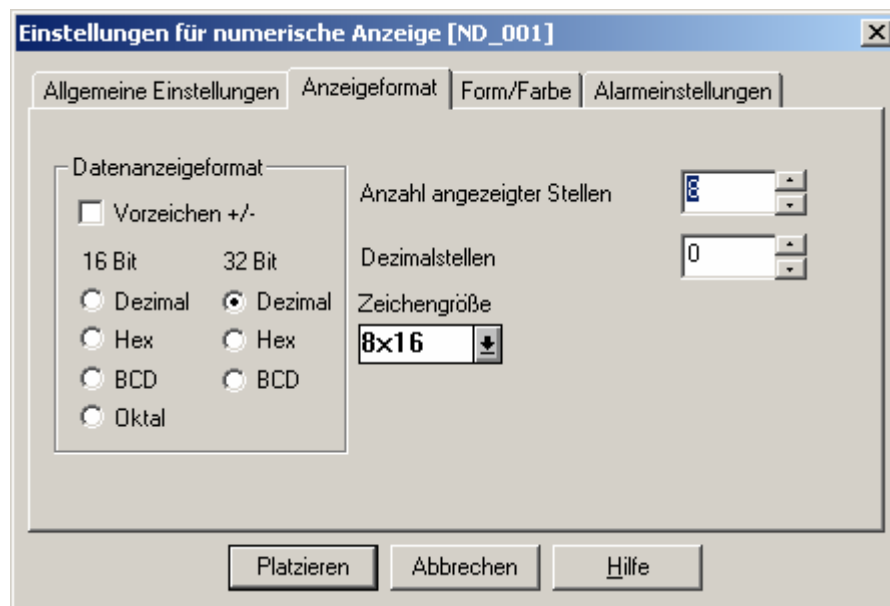 Einstellungen für numerische Anzeige [ND_001]
Allgemeine Einstellungen Anzeigeformat Form/Farbe Alarmeinstellungen
Datenanzeigeformat
Vorzeichen +/-
16 Bit 32 Bit
Dezimal Dezimal
Hex Hex
BCD BCD
Oktal
Anzahl angezeigter Stellen 8
Dezimalstellen 0
Zeichengröße
8x16
Platzieren Abbrechen Hilfe